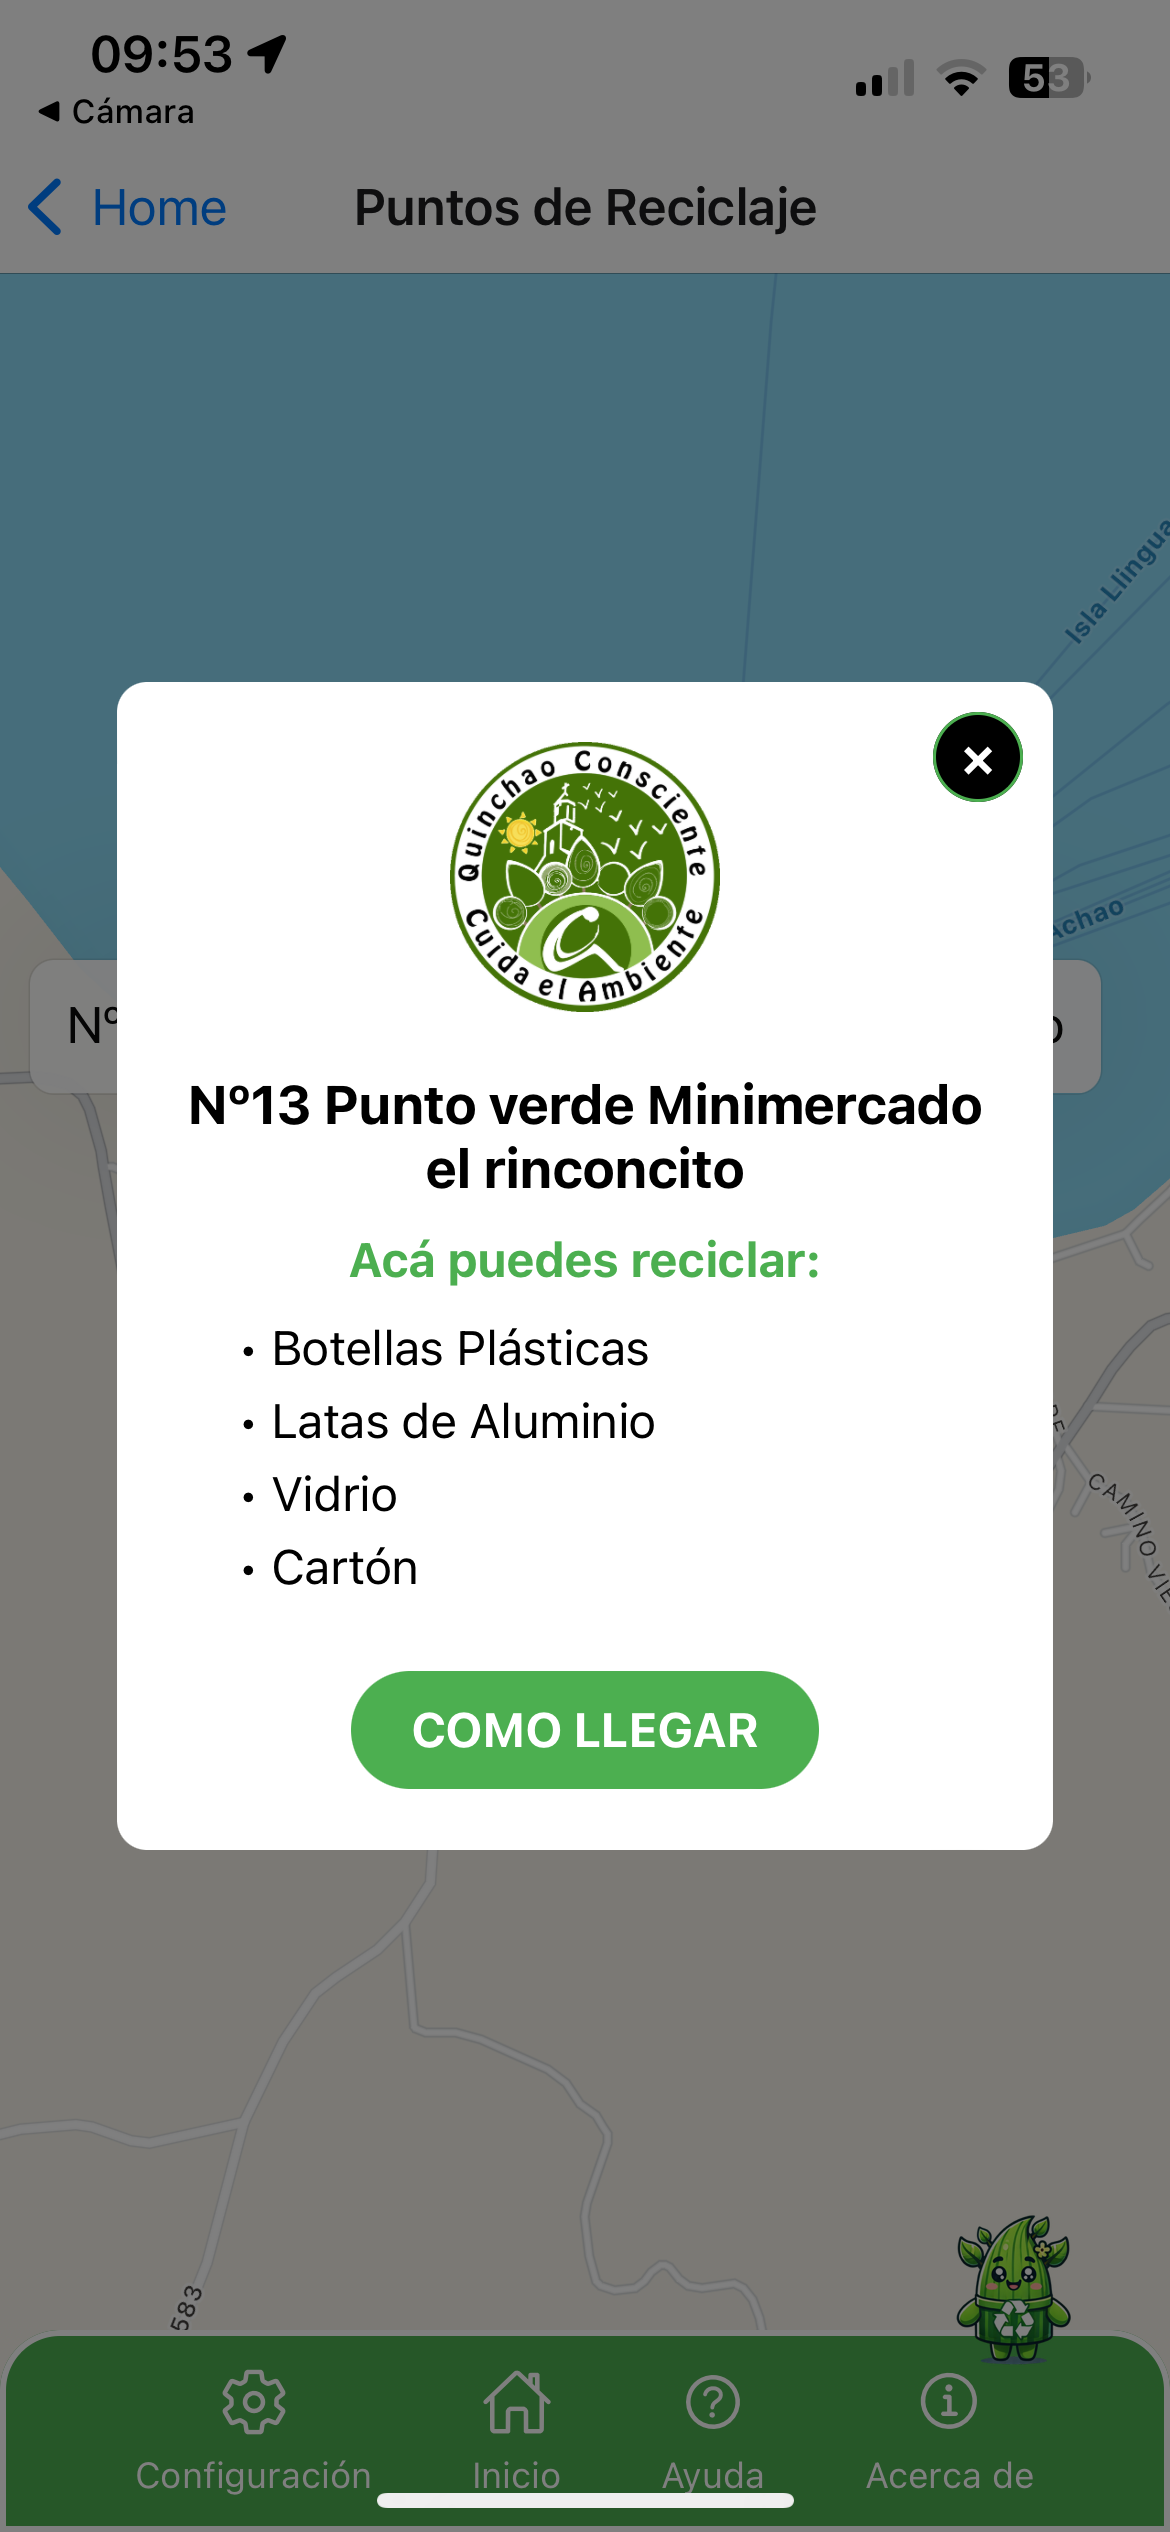 09:53
53
Cámara
Home
Puntos de Reciclaje
Isla Llingua
Achao
Quinchao Consciente
Cuida el Ambiente
Nº
o
Nº13 Punto verde Minimercado
el rinconcito
Acá puedes reciclar:
• Botellas Plásticas
• Latas de Aluminio
• Vidrio
• Cartón
CAMINO VIE
COMO LLEGAR
583
Configuración
Inicio
Ayuda
Acerca de